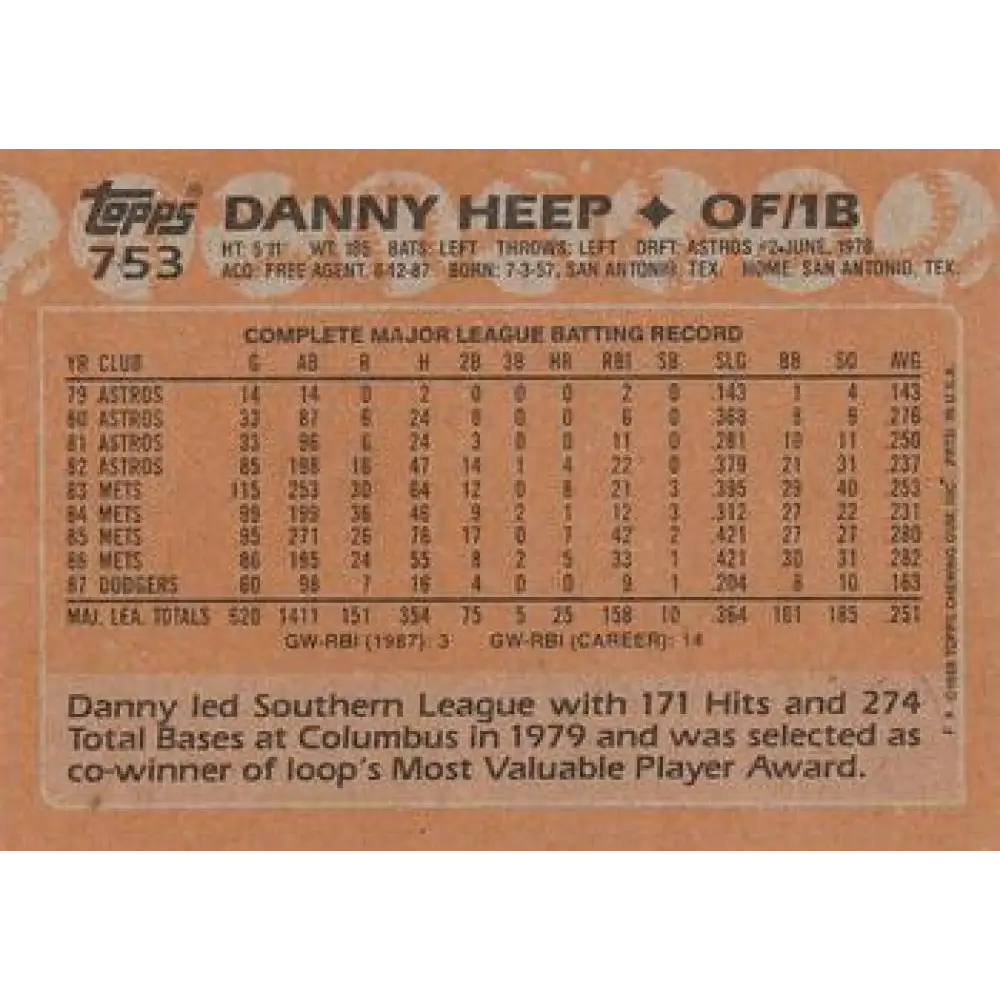 topps® DANNY HEEP ✦ OF/1B
753 HT: 5'11" WT: 185 BATS: LEFT THROWS: LEFT DRFT: ASTROS #2-JUNE, 1978
ACQ: FREE AGENT, 6-12-87 BORN: 7-3-57, SAN ANTONIO, TEX. HOME: SAN ANTONIO, TEX.
COMPLETE MAJOR LEAGUE BATTING RECORD
YR CLUB G AB R H 2B 3B HR RBI SB SLG BB SO AVG
79 ASTROS 14 14 0 2 0 0 0 2 0 .143 1 4 .143
80 ASTROS 33 87 6 24 8 0 0 6 0 .368 8 9 .276
81 ASTROS 33 96 6 24 3 0 0 11 0 .281 10 11 .250
82 ASTROS 85 198 16 47 14 1 4 22 0 .379 21 31 .237
83 METS 115 253 30 64 12 0 8 21 3 .395 29 40 .253
84 METS 99 199 36 46 9 2 1 12 3 .312 27 22 .231
85 METS 95 271 26 76 17 0 7 42 2 .421 27 27 .280
86 METS 86 195 24 55 8 2 5 33 1 .421 30 31 .282
87 DODGERS 60 98 7 16 4 0 0 9 1 .204 8 10 .163
MAJ. LEA. TOTALS 620 1411 151 354 75 5 25 158 10 .364 161 185 .251
GW-RBI (1987): 3 GW-RBI (CAREER): 14
Danny led Southern League with 171 Hits and 274
Total Bases at Columbus in 1979 and was selected as
co-winner of loop's Most Valuable Player Award.
© 1988 TOPPS CHEWING GUM, INC. PRTD. IN U.S.A.